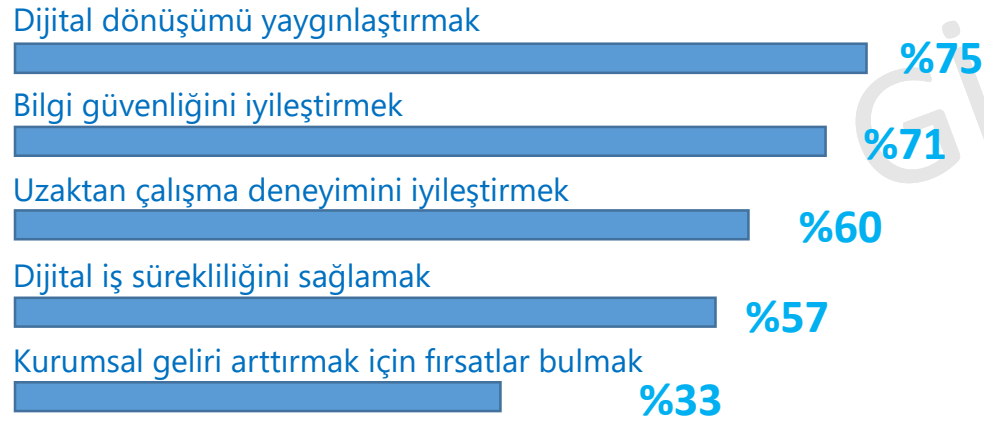 Dijital dönüşümü yaygınlaştırmak
%75
Bilgi güvenliğini iyileştirmek
%71
Uzaktan çalışma deneyimini iyileştirmek
%60
Dijital iş sürekliliğini sağlamak
%57
Kurumsal geliri arttırmak için fırsatlar bulmak
%33